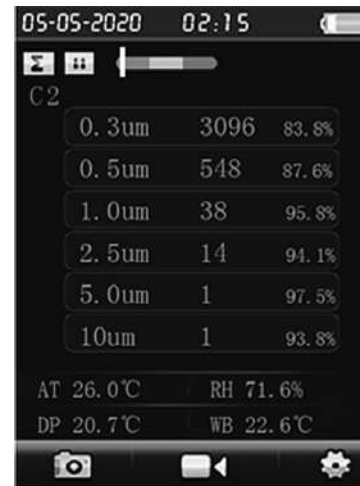 05-05-2020 02:15
Σ
C2
0.3um 3096 83.8%
0.5um 548 87.6%
1.0um 38 95.8%
2.5um 14 94.1%
5.0um 1 97.5%
10um 1 93.8%
AT 26.0℃ RH 71.6%
DP 20.7℃ WB 22.6℃